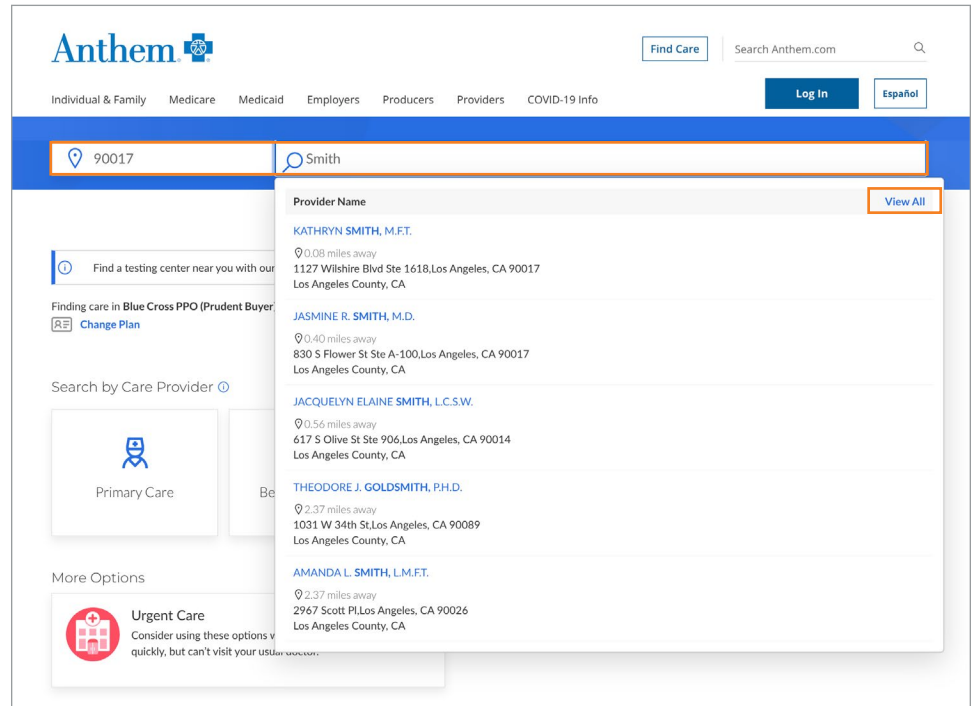 Anthem
Find Care
Search Anthem.com
Individual & Family Medicare Medicaid Employers Producers Providers COVID-19 Info
Log In
Español
90017
Smith
Provider Name
View All
KATHRYN SMITH, M.F.T.
0.08 miles away
1127 Wilshire Blvd Ste 1618,Los Angeles, CA 90017
Los Angeles County, CA
JASMINE R. SMITH, M.D.
0.40 miles away
830 S Flower St Ste A-100,Los Angeles, CA 90017
Los Angeles County, CA
JACQUELYN ELAINE SMITH, L.C.S.W.
0.56 miles away
617 S Olive St Ste 906,Los Angeles, CA 90014
Los Angeles County, CA
THEODORE J. GOLDSMITH, P.H.D.
2.37 miles away
1031 W 34th St,Los Angeles, CA 90089
Los Angeles County, CA
AMANDA L. SMITH, L.M.F.T.
2.37 miles away
2967 Scott Pl,Los Angeles, CA 90026
Los Angeles County, CA
Find a testing center near you with our
Finding care in Blue Cross PPO (Prudent Buyer
Change Plan
Search by Care Provider
Primary Care
Be
More Options
Urgent Care
Consider using these options
quickly, but can't visit your usual doctor.